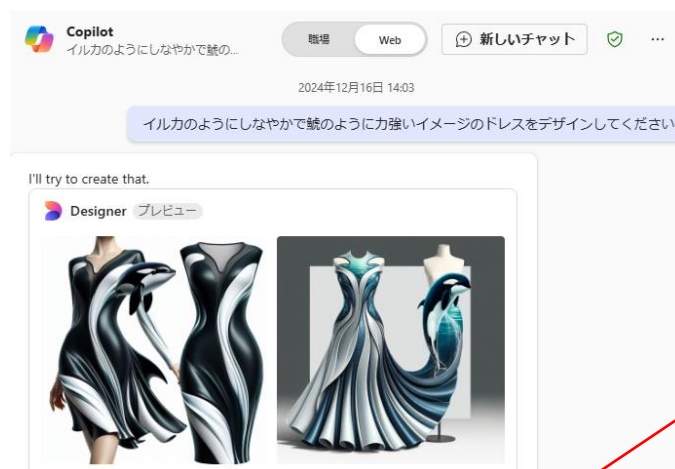 Copilot
イルカのようにしなやかで鯱の...
職場 Web
新しいチャット
2024年12月16日 14:03
イルカのようにしなやかで鯱のように力強いイメージのドレスをデザインしてください
I'll try to create that.
Designer プレビュー